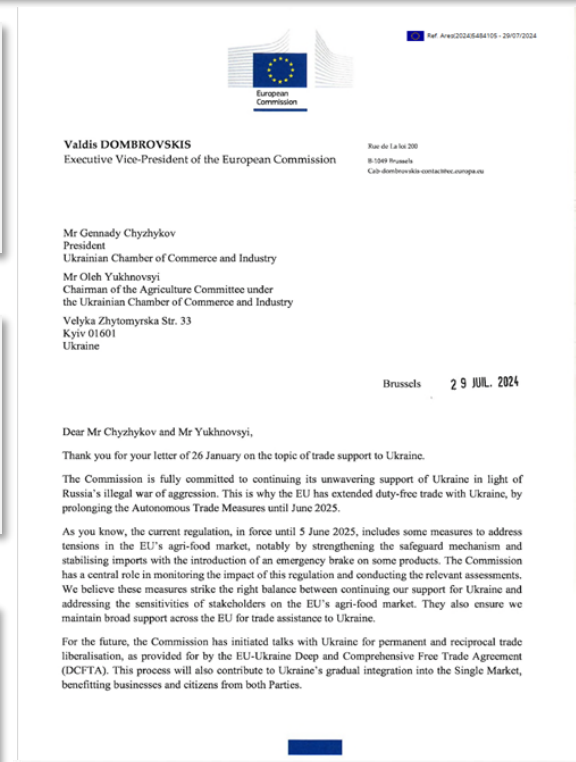 Ref. Ares(2024)5484105 - 29/07/2024
European
Commission
Valdis DOMBROVSKIS
Executive Vice-President of the European Commission
Rue de La loi 200
B-1049 Brussels
Cab-dombrovskis-contact@ec.europa.eu
Mr Gennady Chyzhykov
President
Ukrainian Chamber of Commerce and Industry
Mr Oleh Yukhnovsyi
Chairman of the Agriculture Committee under
the Ukrainian Chamber of Commerce and Industry
Velyka Zhytomyrska Str. 33
Kyiv 01601
Ukraine
Brussels 29 JUIL. 2024
Dear Mr Chyzhykov and Mr Yukhnovsyi,
Thank you for your letter of 26 January on the topic of trade support to Ukraine.
The Commission is fully committed to continuing its unwavering support of Ukraine in light of
Russia's illegal war of aggression. This is why the EU has extended duty-free trade with Ukraine, by
prolonging the Autonomous Trade Measures until June 2025.
As you know, the current regulation, in force until 5 June 2025, includes some measures to address
tensions in the EU's agri-food market, notably by strengthening the safeguard mechanism and
stabilising imports with the introduction of an emergency brake on some products. The Commission
has a central role in monitoring the impact of this regulation and conducting the relevant assessments.
We believe these measures strike the right balance between continuing our support for Ukraine and
addressing the sensitivities of stakeholders on the EU's agri-food market. They also ensure we
maintain broad support across the EU for trade assistance to Ukraine.
For the future, the Commission has initiated talks with Ukraine for permanent and reciprocal trade
liberalisation, as provided for by the EU-Ukraine Deep and Comprehensive Free Trade Agreement
(DCFTA). This process will also contribute to Ukraine's gradual integration into the Single Market,
benefitting businesses and citizens from both Parties.